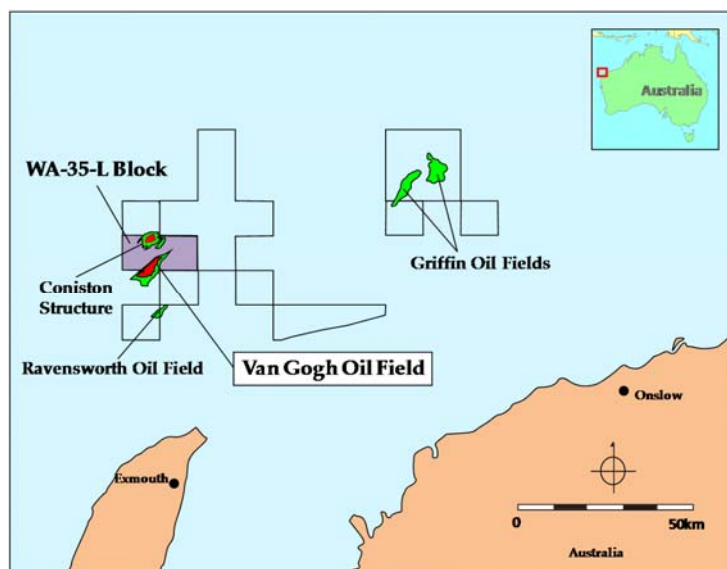 Australia
WA-35-L Block
Griffin Oil Fields
Coniston
Structure
Ravensworth Oil Field
Van Gogh Oil Field
Onslow
Exmouth
0
50km
Australia